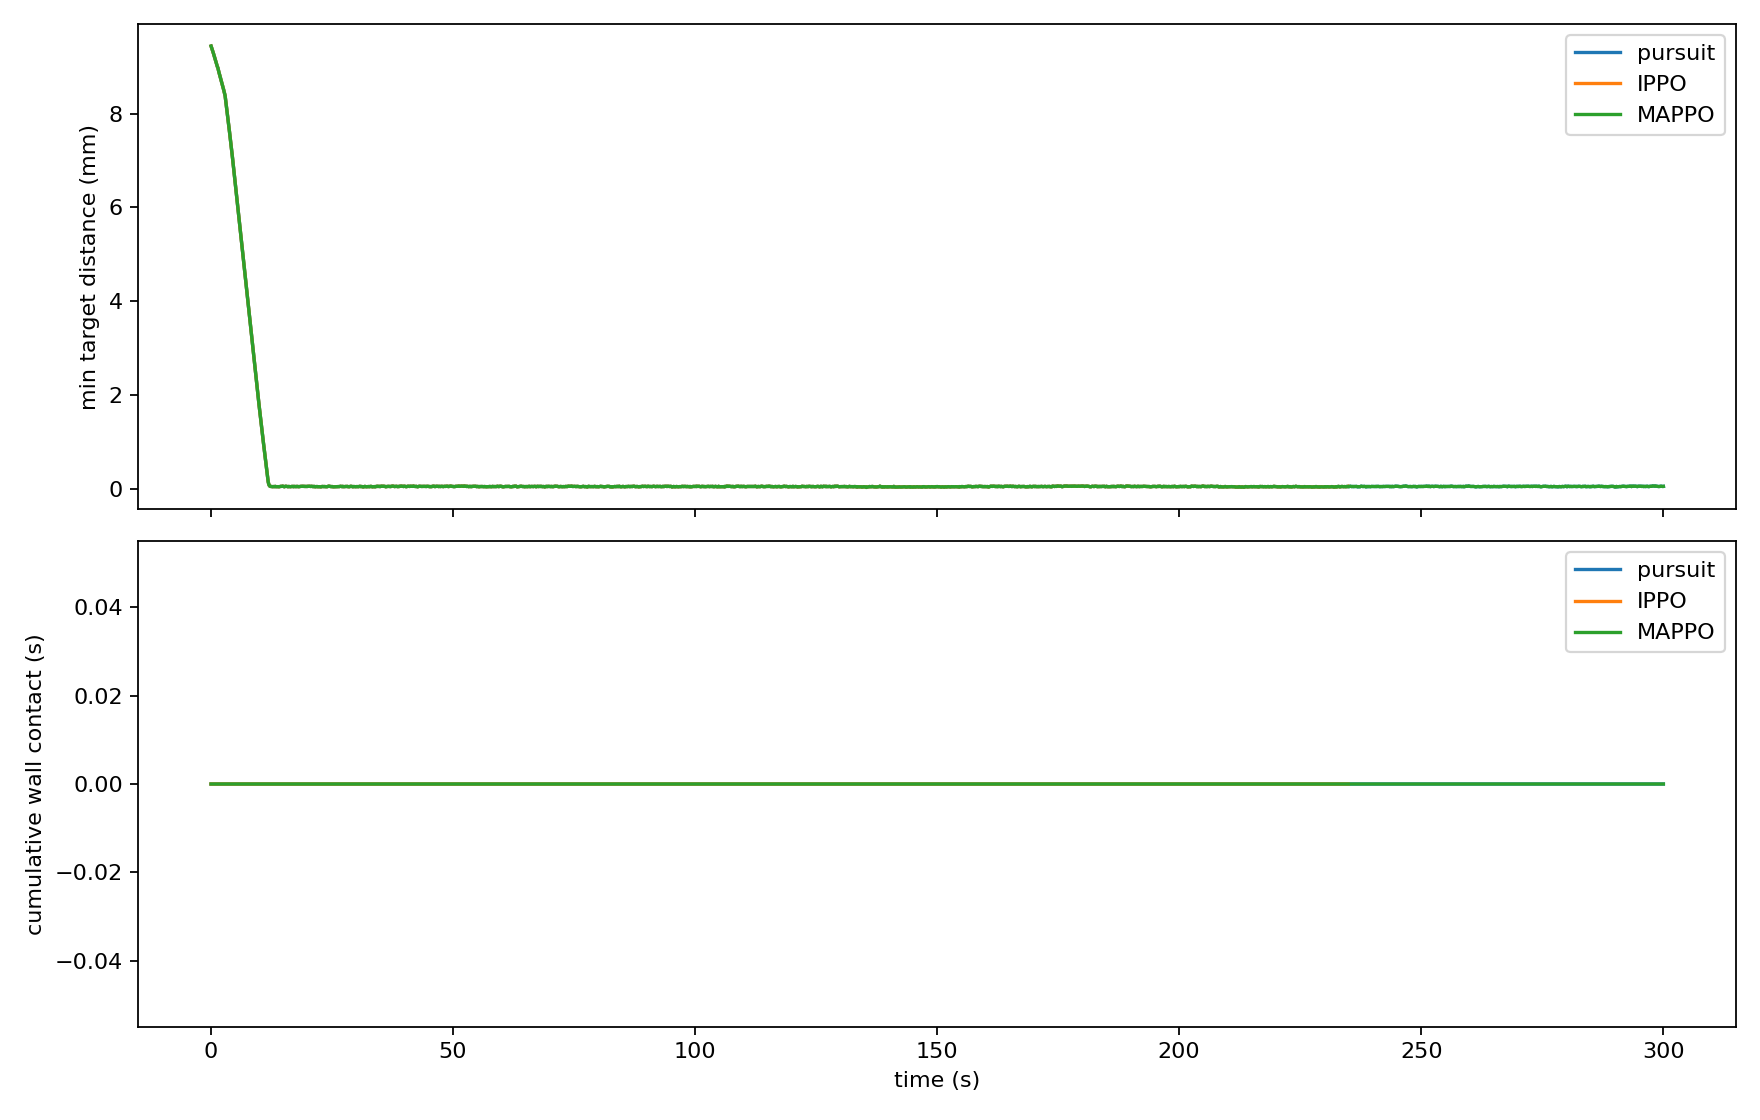 min target distance (mm)
8
6
4
2
0
pursuit
IPPO
MAPPO
cumulative wall contact (s)
0.04
0.02
0.00
−0.02
−0.04
pursuit
IPPO
MAPPO
0 50 100 150 200 250 300
time (s)